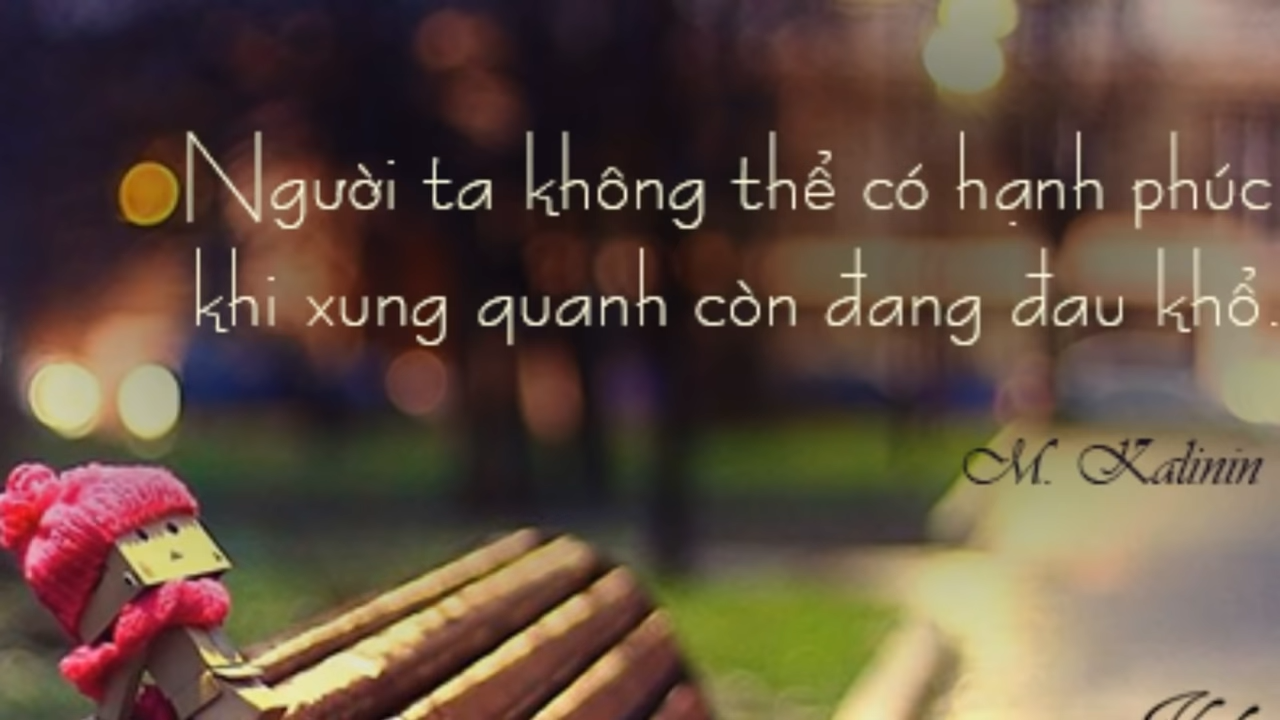 Người ta không thể có hạnh phúc
khi xung quanh còn đang đau khổ.
M. Kalinin